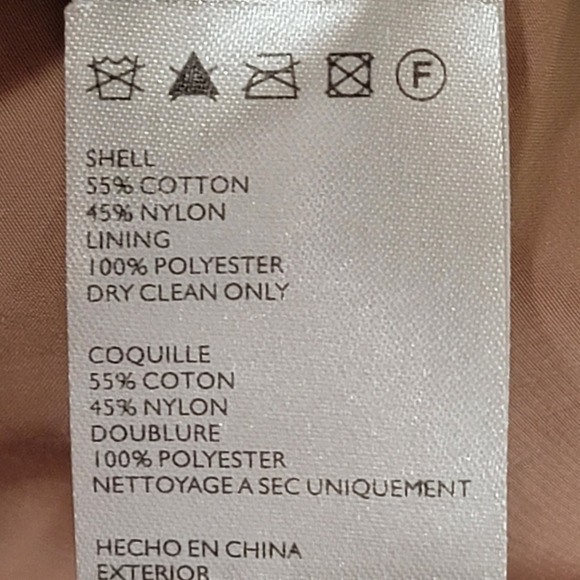 F
SHELL
55% COTTON
45% NYLON
LINING
100% POLYESTER
DRY CLEAN ONLY
COQUILLE
55% COTON
45% NYLON
DOUBLURE
100% POLYESTER
NETTOYAGE A SEC UNIQUEMENT
HECHO EN CHINA
EXTERIOR